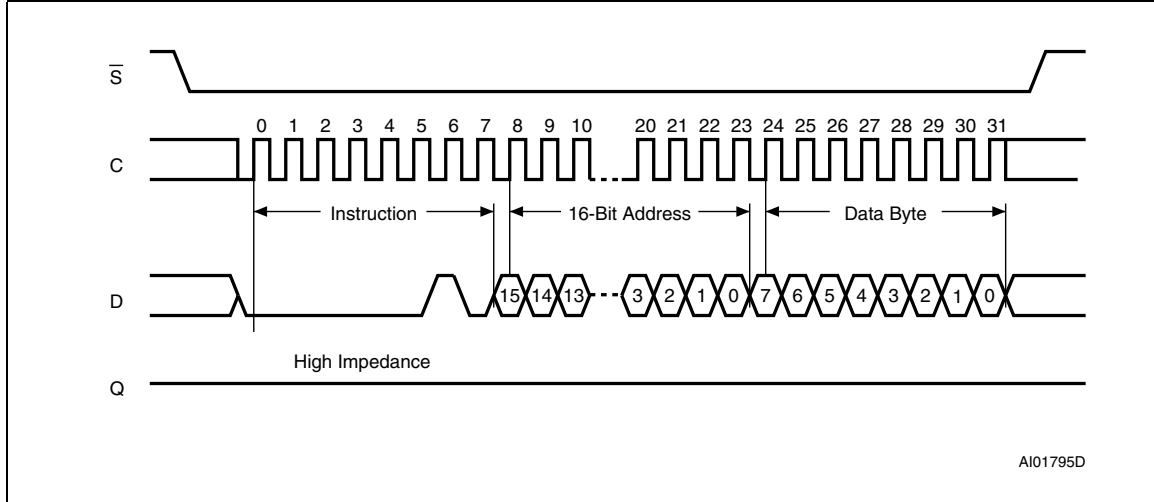 S̅
0 1 2 3 4 5 6 7 8 9 10 20 21 22 23 24 25 26 27 28 29 30 31
C
Instruction 16-Bit Address Data Byte
D
15 14 13 3 2 1 0 7 6 5 4 3 2 1 0
High Impedance
Q
AI01795D